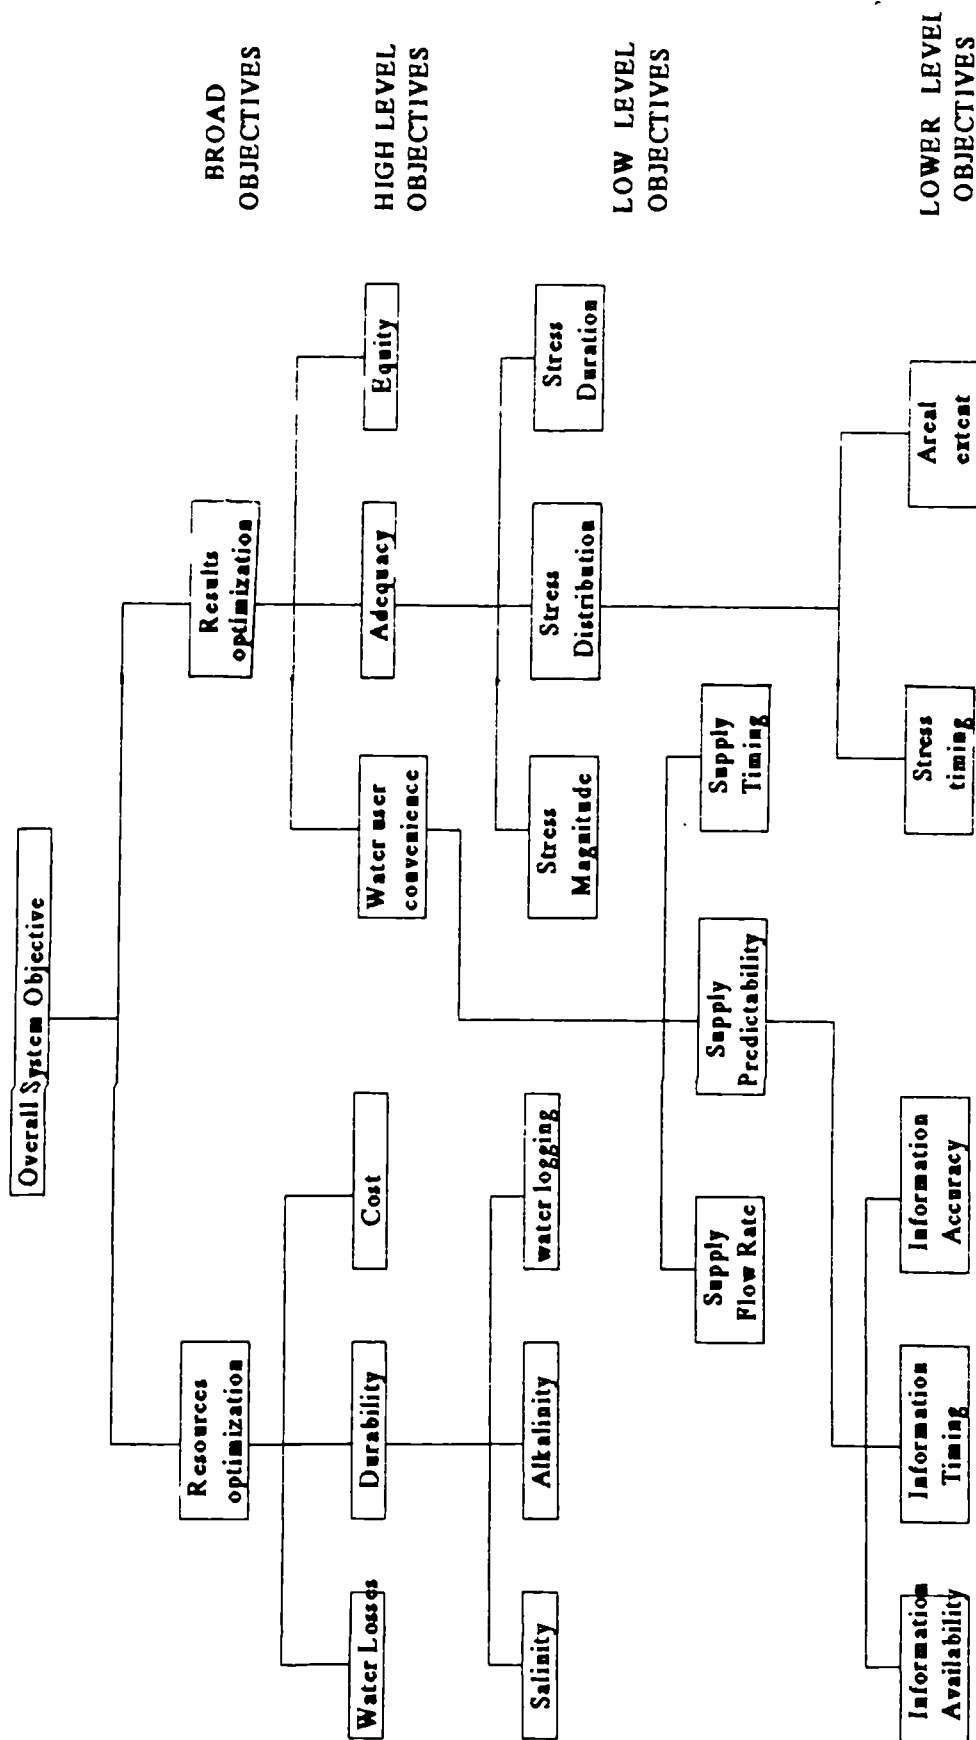 Overall System Objective
BROAD
OBJECTIVES
Resources
optimization
Results
optimization
HIGH LEVEL
OBJECTIVES
Water Losses
Durability
Cost
Water user
convenience
Adequacy
Equity
LOW LEVEL
OBJECTIVES
Salinity
Alkalinity
water logging
Stress
Magnitude
Stress
Distribution
Stress
Duration
Supply
Flow Rate
Supply
Predictability
Supply
Timing
LOWER LEVEL
OBJECTIVES
Information
Availability
Information
Timing
Information
Accuracy
Stress
timing
Areal
extent